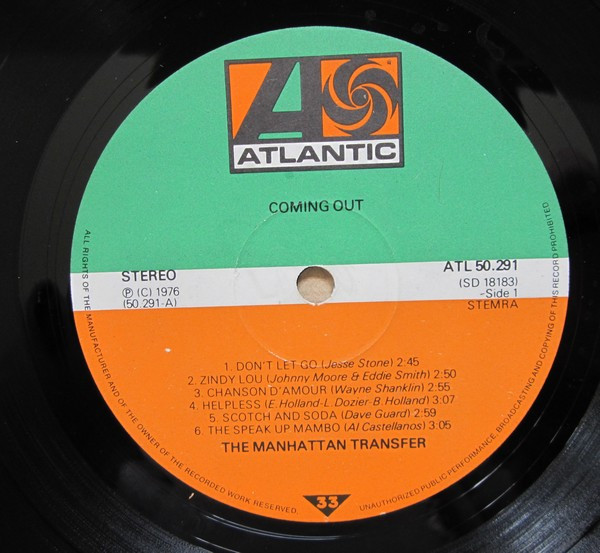 ATLANTIC
COMING OUT
STEREO
Ⓟ (C) 1976
(50.291-A)
ATL 50.291
(SD 18183)
-Side 1
STEMRA
1. DON'T LET GO (Jesse Stone) 2:45
2. ZINDY LOU (Johnny Moore & Eddie Smith) 2:50
3. CHANSON D'AMOUR (Wayne Shanklin) 2:55
4. HELPLESS (E. Holland-L. Dozier-B. Holland) 3:07
5. SCOTCH AND SODA (Dave Guard) 2:59
6. THE SPEAK UP MAMBO (Al Castellanos) 3:05
THE MANHATTAN TRANSFER
33
ALL RIGHTS OF THE MANUFACTURER AND OF THE OWNER OF THE RECORDED WORK RESERVED.
UNAUTHORIZED PUBLIC PERFORMANCE, BROADCASTING AND COPYING OF THIS RECORD PROHIBITED